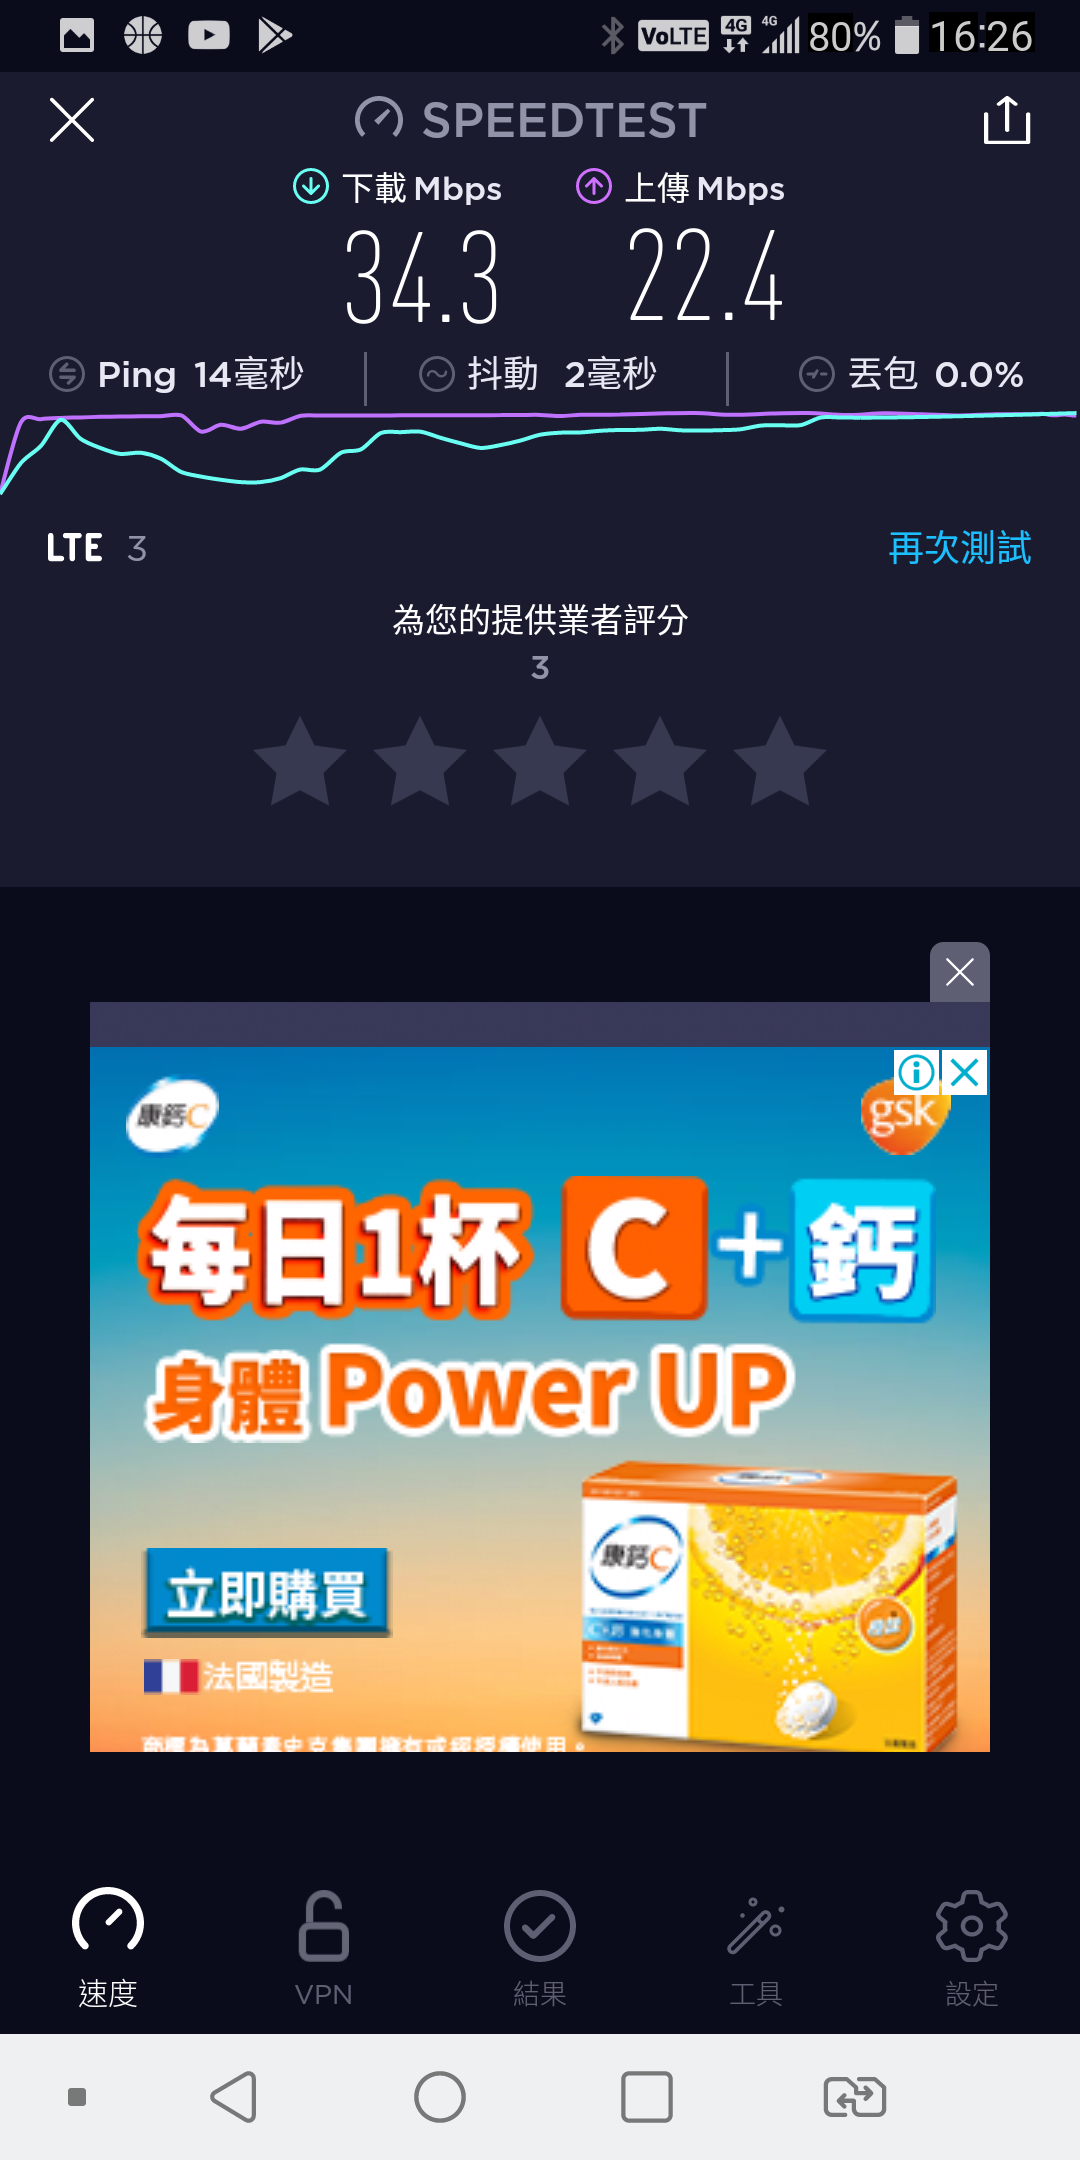 VoLTE 4G 4G 80% 16:26
SPEEDTEST
下載 Mbps 上傳 Mbps
34.3 22.4
Ping 14毫秒 抖動 2毫秒 丟包 0.0%
LTE 3 再次測試
為您的提供業者評分
3
康鈣C gsk
每日1杯 C+鈣
身體 Power UP
康鈣C
立即購買
法國製造
速度 VPN 結果 工具 設定